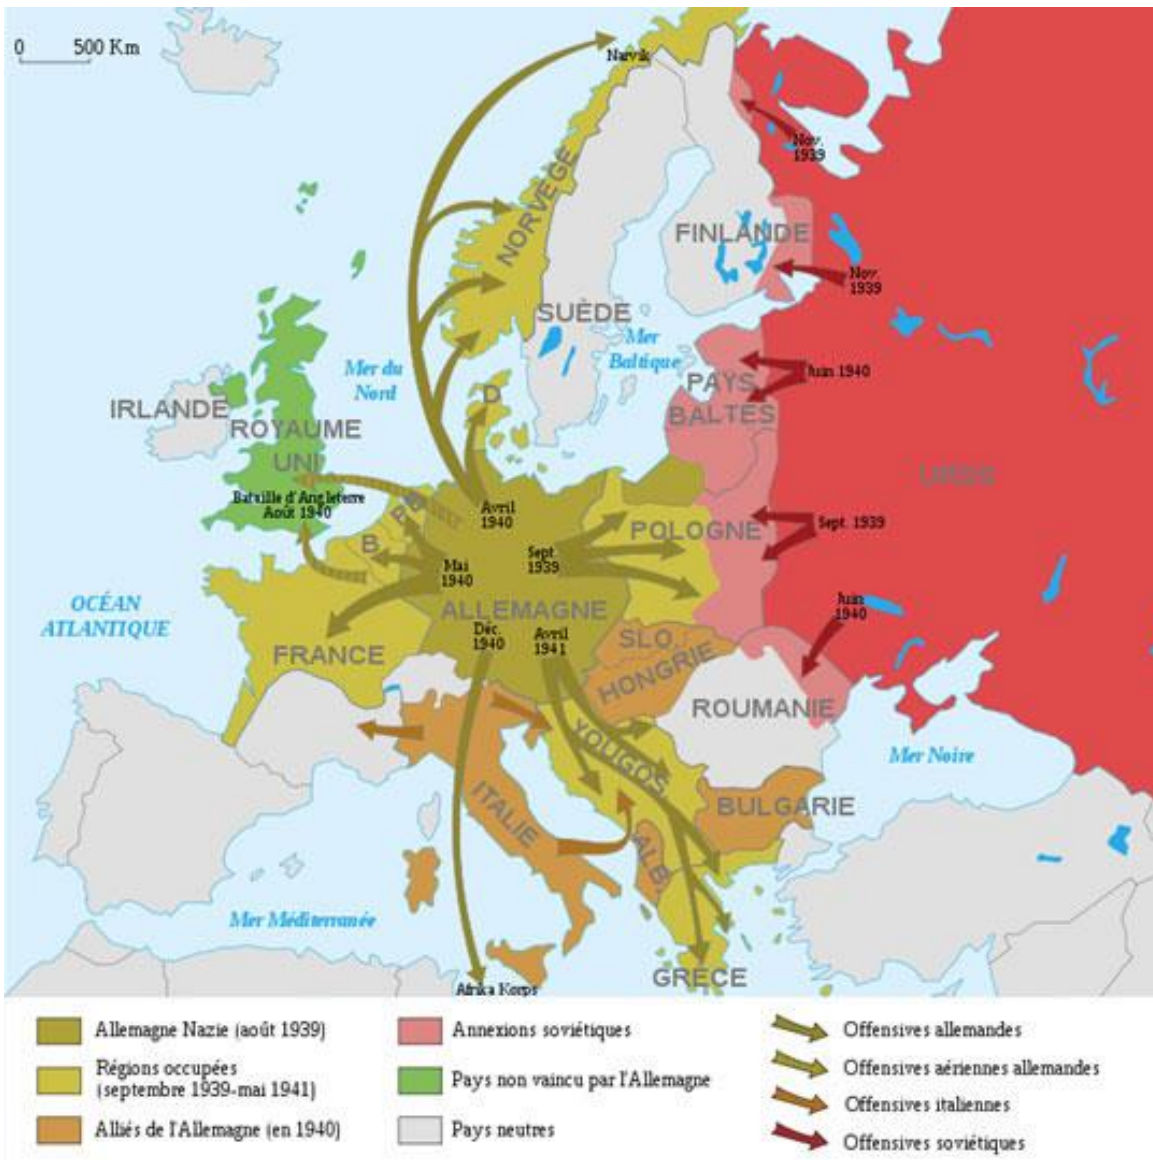 0 500 Km
Narvik
Nov.
1939
NORVÈGE
FINLANDE
Nov.
1939
SUÈDE
Mer
Baltique
Mer du
Nord
Juin 1940
PAYS
BALTES
D
IRLANDE
ROYAUME
UNI
URSS
Bataille d'Angleterre
Août 1940
PB
Avril
1940
POLOGNE
Sept. 1939
B
Mai
1940
Sept.
1939
OCÉAN
ATLANTIQUE
ALLEMAGNE
Juin
1940
Déc.
1940
Avril
1941
SLO.
FRANCE
HONGRIE
ROUMANIE
YOUGOS
Mer Noire
ITALIE
BULGARIE
ALB.
Mer Méditerranée
GRÈCE
Afrika Korps
Allemagne Nazie (août 1939)
Régions occupées
(septembre 1939-mai 1941)
Alliés de l'Allemagne (en 1940)
Annexions soviétiques
Pays non vaincu par l'Allemagne
Pays neutres
Offensives allemandes
Offensives aériennes allemandes
Offensives italiennes
Offensives soviétiques